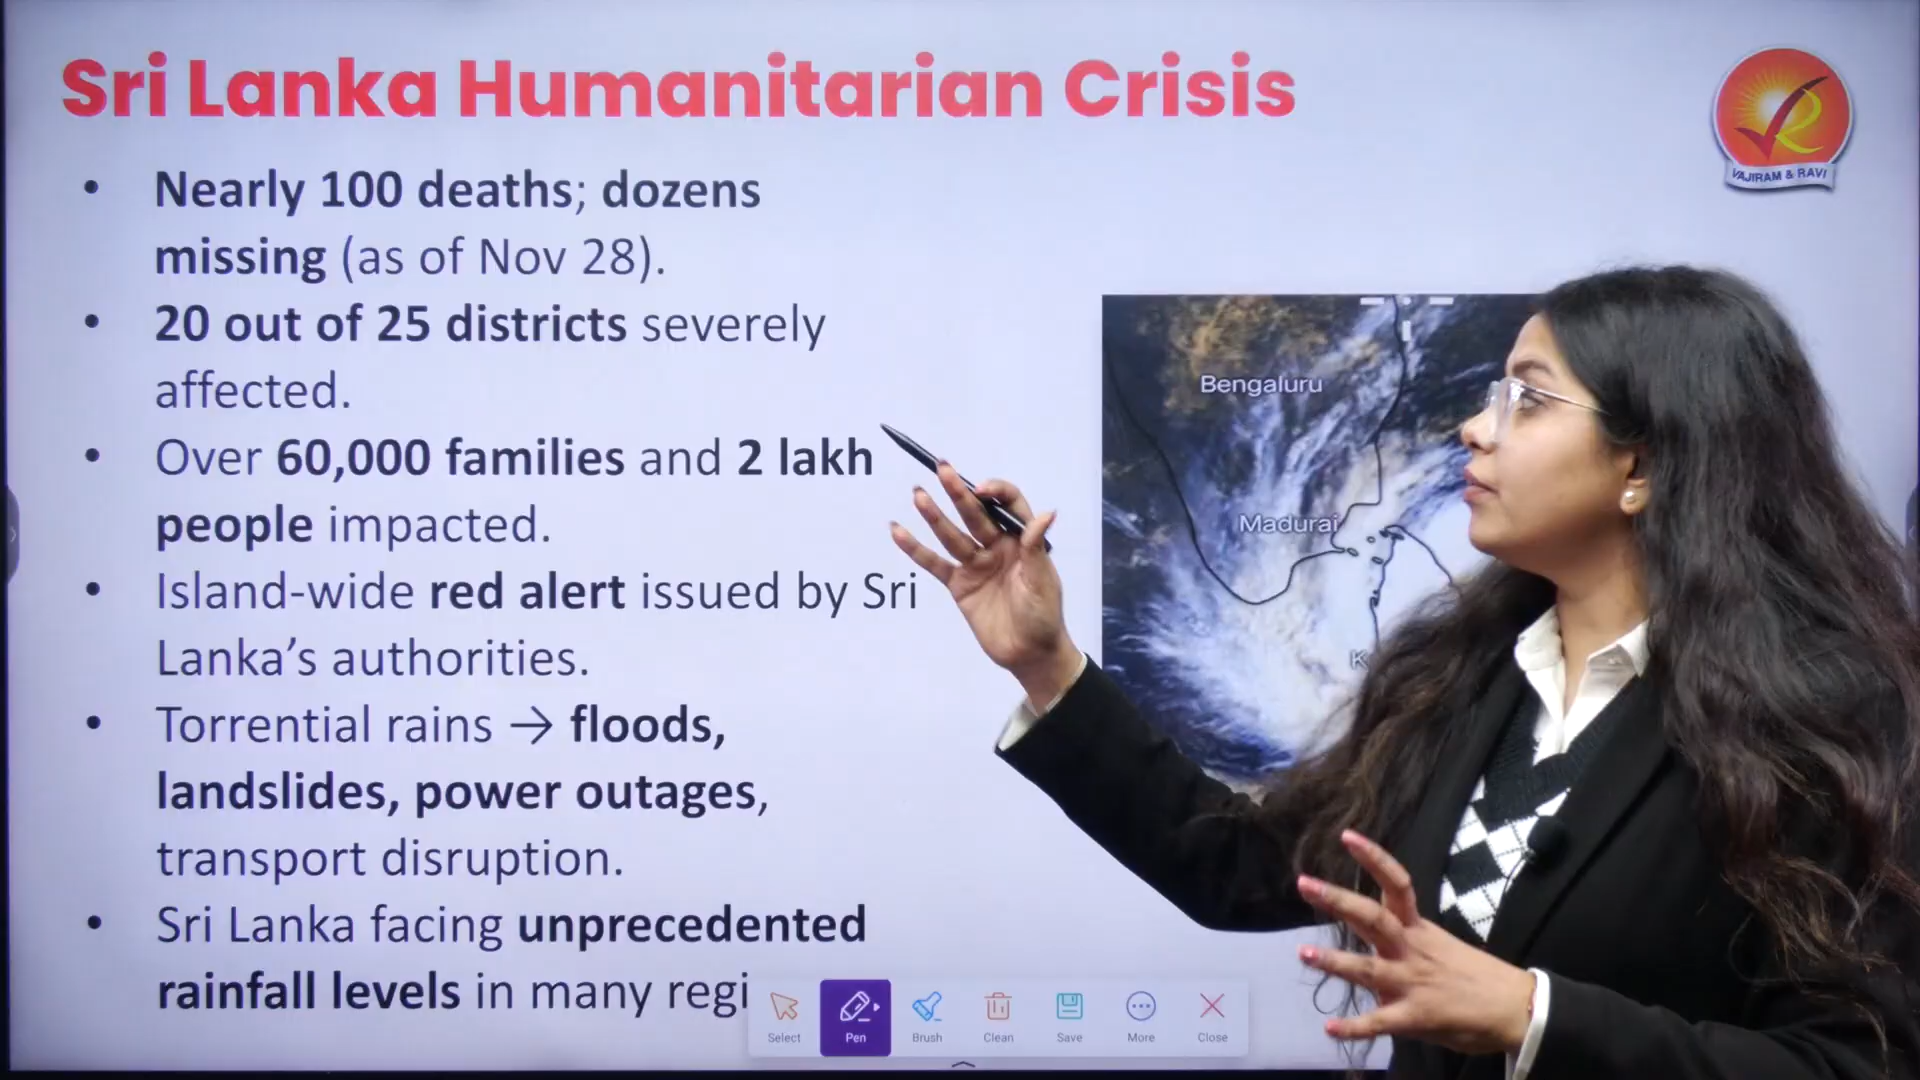 Sri Lanka Humanitarian Crisis
VAJIRAM & RAVI
• Nearly 100 deaths; dozens
missing (as of Nov 28).
• 20 out of 25 districts severely
affected.
• Over 60,000 families and 2 lakh
people impacted.
• Island-wide red alert issued by Sri
Lanka’s authorities.
• Torrential rains → floods,
landslides, power outages,
transport disruption.
• Sri Lanka facing unprecedented
rainfall levels in many regi
Bengaluru
Madurai
K
Select Pen Brush Clean Save More Close